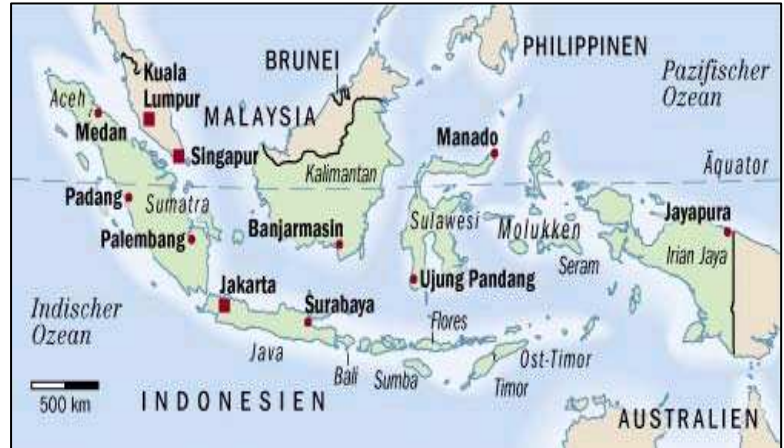 PHILIPPINEN
BRUNEI
Pazifischer
Ozean
Kuala
Lumpur
Aceh
MALAYSIA
Medan
Manado
Singapur
Äquator
Kalimantan
Padang
Sumatra
Sulawesi
Molukken
Jayapura
Palembang
Banjarmasin
Irian Jaya
Seram
Jakarta
Ujung Pandang
Indischer
Ozean
Surabaya
Flores
Java
Ost-Timor
Bali
Sumba
Timor
500 km
INDONESIEN
AUSTRALIEN